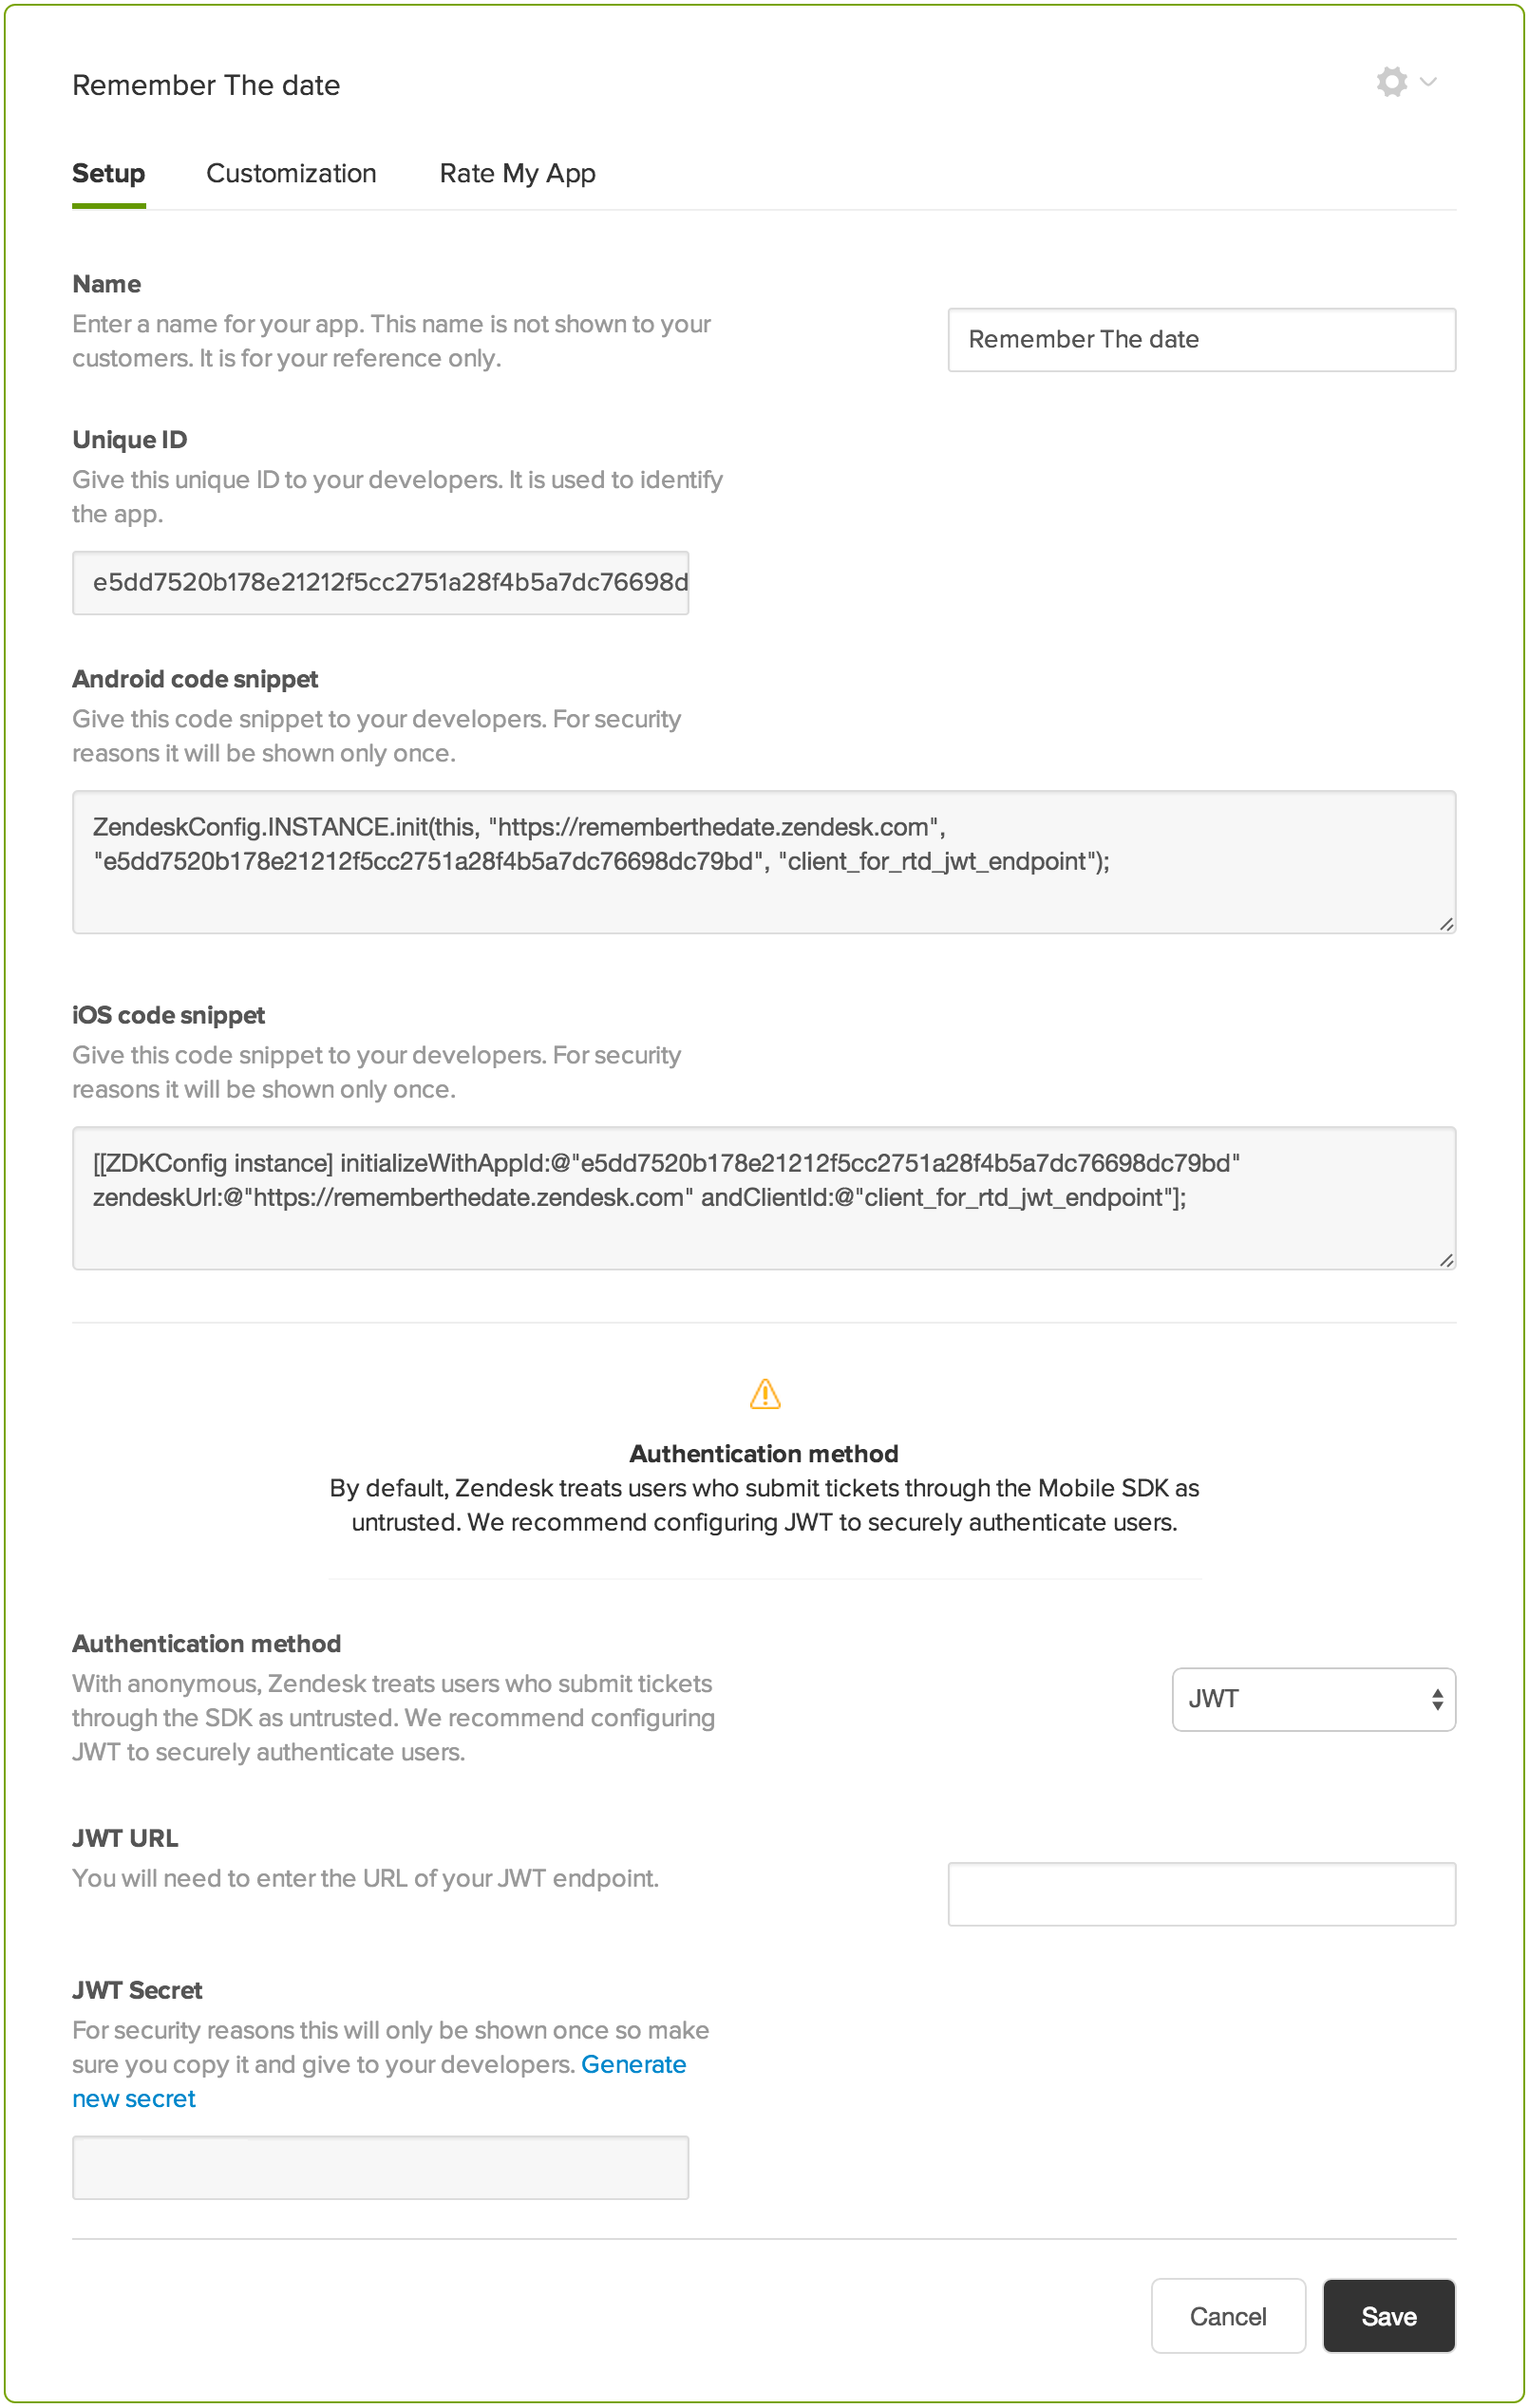 Remember The date
Setup Customization Rate My App
Name
Enter a name for your app. This name is not shown to your
customers. It is for your reference only.
Remember The date
Unique ID
Give this unique ID to your developers. It is used to identify
the app.
e5dd7520b178e21212f5cc2751a28f4b5a7dc76698d
Android code snippet
Give this code snippet to your developers. For security
reasons it will be shown only once.
ZendeskConfig.INSTANCE.init(this, "https://rememberthedate.zendesk.com",
"e5dd7520b178e21212f5cc2751a28f4b5a7dc76698dc79bd", "client_for_rtd_jwt_endpoint");
iOS code snippet
Give this code snippet to your developers. For security
reasons it will be shown only once.
[[ZDKConfig instance] initializeWithAppId:@"e5dd7520b178e21212f5cc2751a28f4b5a7dc76698dc79bd"
zendeskUrl:@"https://rememberthedate.zendesk.com" andClientId:@"client_for_rtd_jwt_endpoint"];
Authentication method
By default, Zendesk treats users who submit tickets through the Mobile SDK as
untrusted. We recommend configuring JWT to securely authenticate users.
Authentication method
With anonymous, Zendesk treats users who submit tickets
through the SDK as untrusted. We recommend configuring
JWT to securely authenticate users.
JWT
JWT URL
You will need to enter the URL of your JWT endpoint.
JWT Secret
For security reasons this will only be shown once so make
sure you copy it and give to your developers. Generate
new secret
Cancel Save